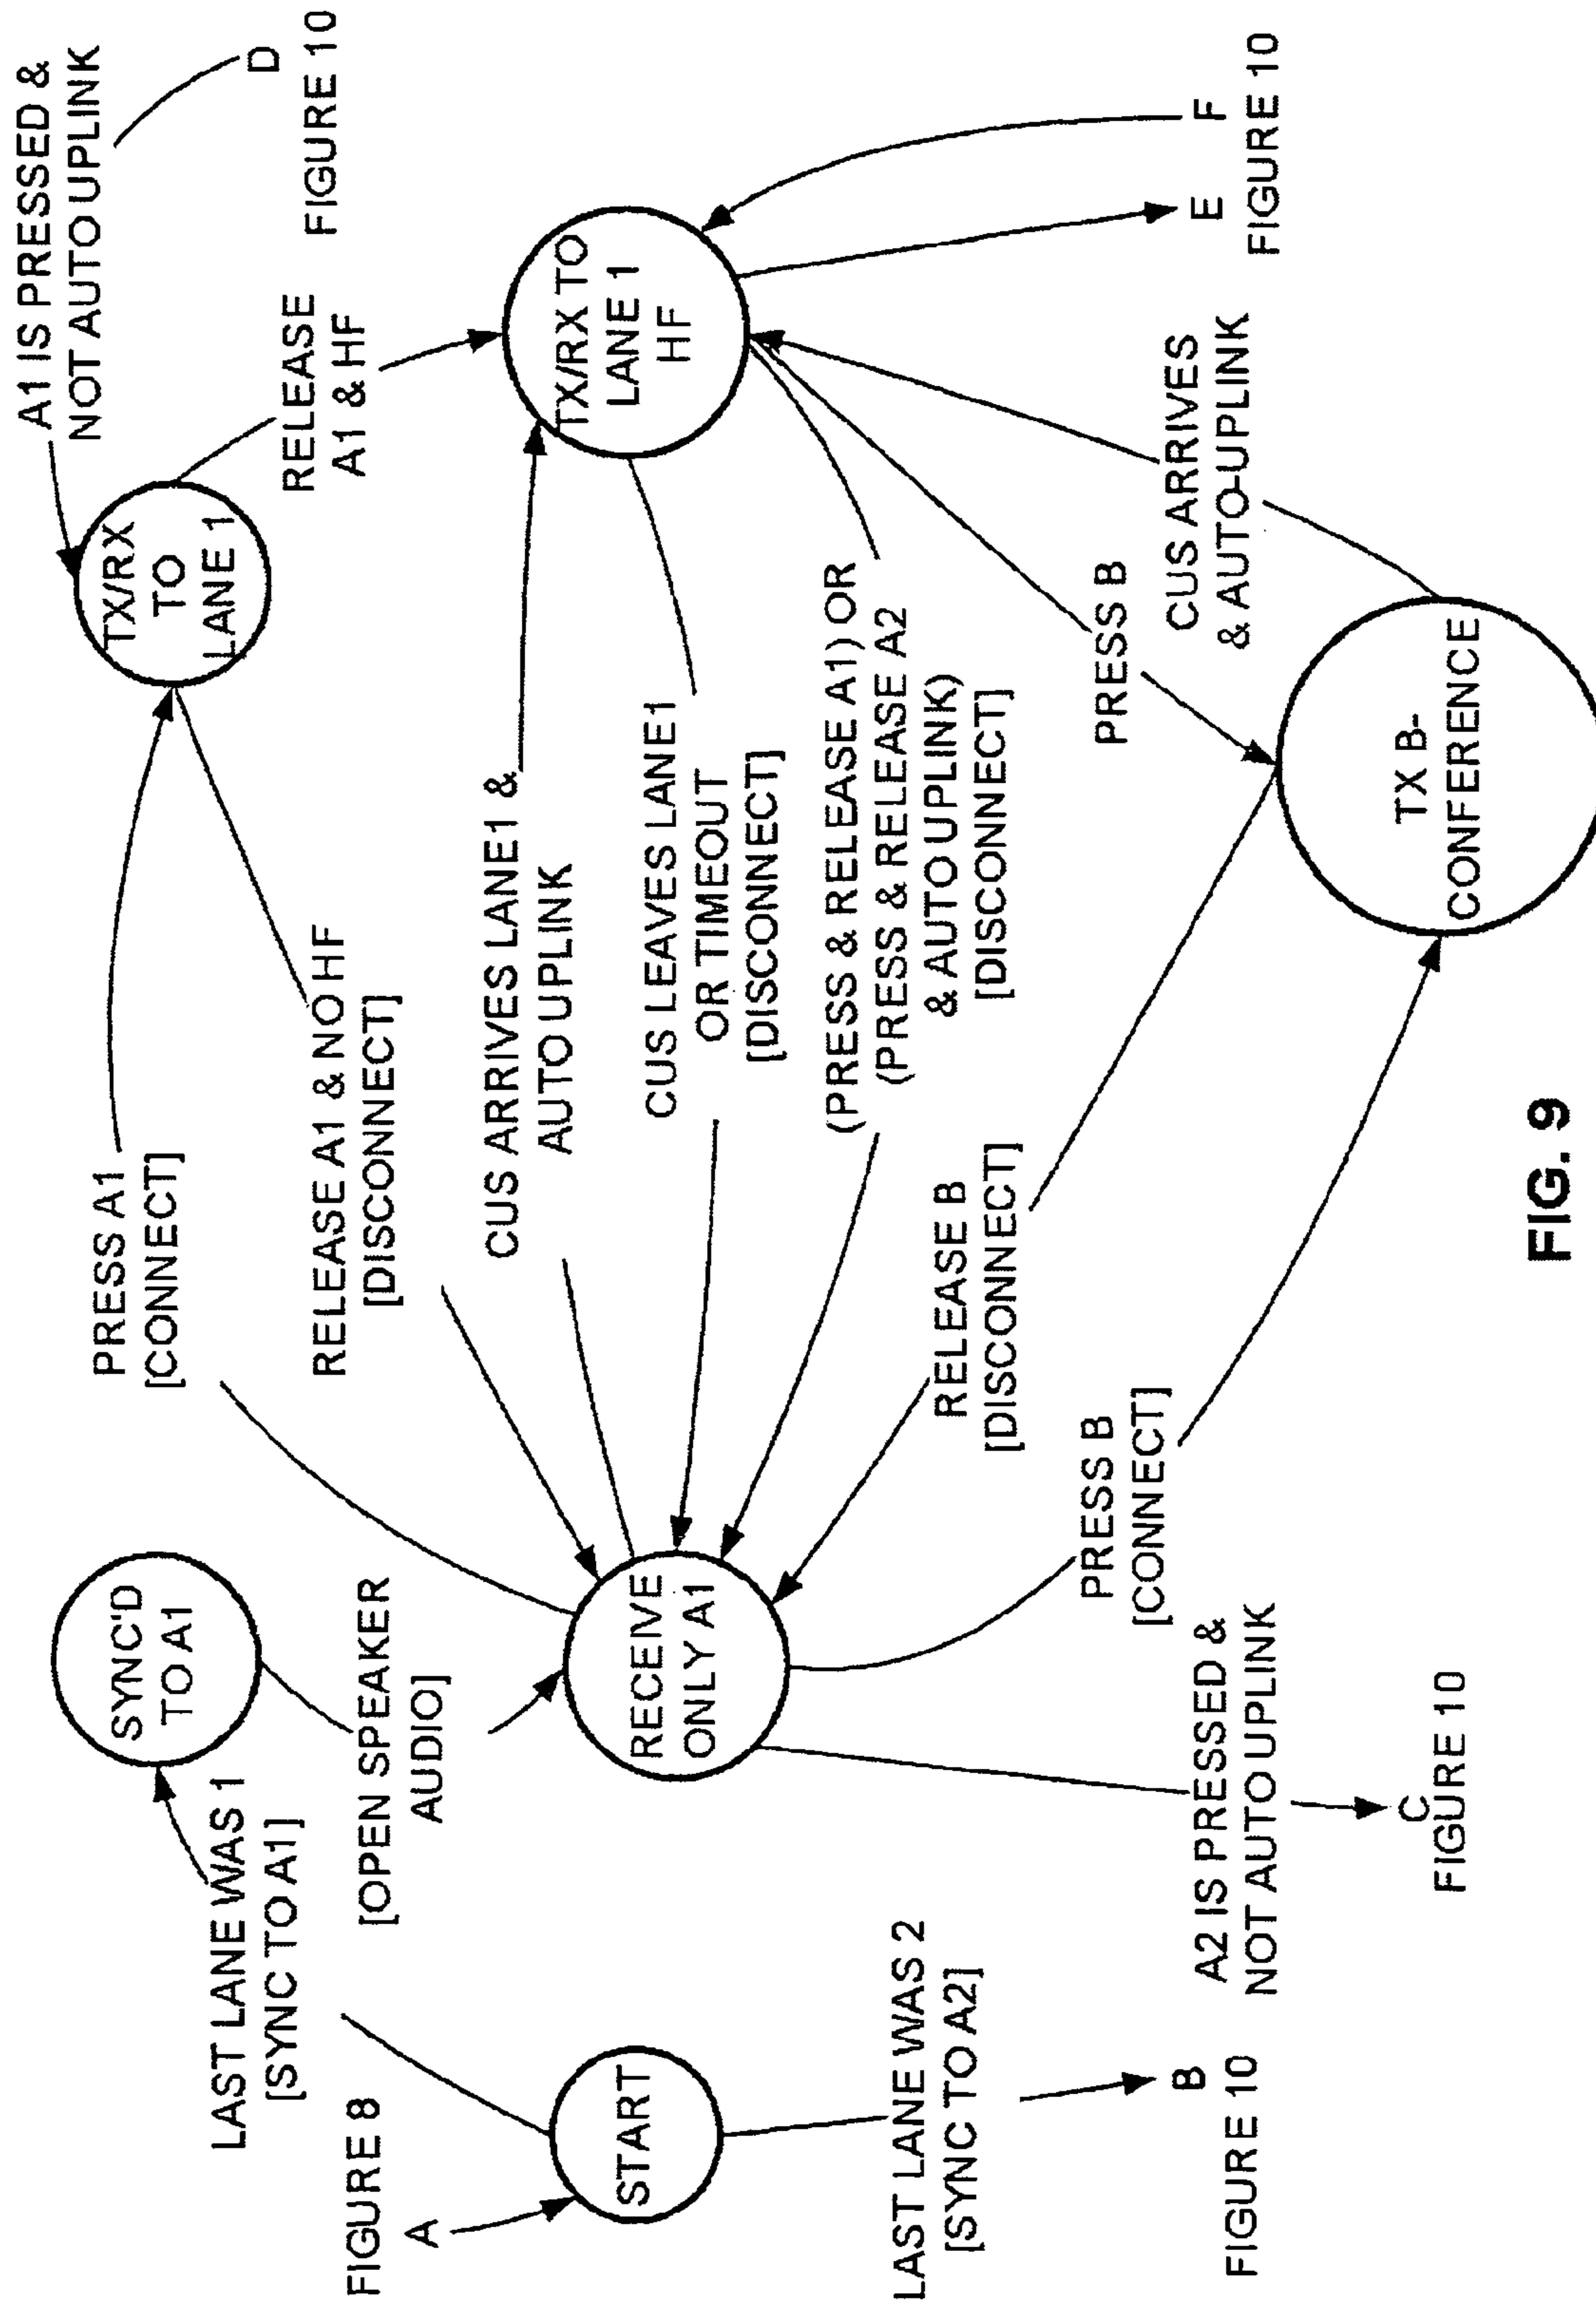 FIGURE 8
A
START
LAST LANE WAS 1
[SYNC TO A1]
LAST LANE WAS 2
[SYNC TO A2]
B
FIGURE 10
SYNC'D
TO A1
[OPEN SPEAKER
AUDIO]
RECEIVE
ONLY A1
A2 IS PRESSED &
NOT AUTO UPLINK
C
FIGURE 10
PRESS A1
[CONNECT]
RELEASE A1 & NO HF
[DISCONNECT]
CUS ARRIVES LANE1 &
AUTO UPLINK
CUS LEAVES LANE1
OR TIMEOUT
[DISCONNECT]
(PRESS & RELEASE A1) OR
(PRESS & RELEASE A2
& AUTO UPLINK)
[DISCONNECT]
RELEASE B
[DISCONNECT]
PRESS B
[CONNECT]
TX/RX
TO
LANE 1
A1 IS PRESSED &
NOT AUTO UPLINK
D
FIGURE 10
RELEASE
A1 & HF
TX/RX TO
LANE 1
HF
E F
FIGURE 10
PRESS B
CUS ARRIVES
& AUTO-UPLINK
TX B-
CONFERENCE
FIG. 9